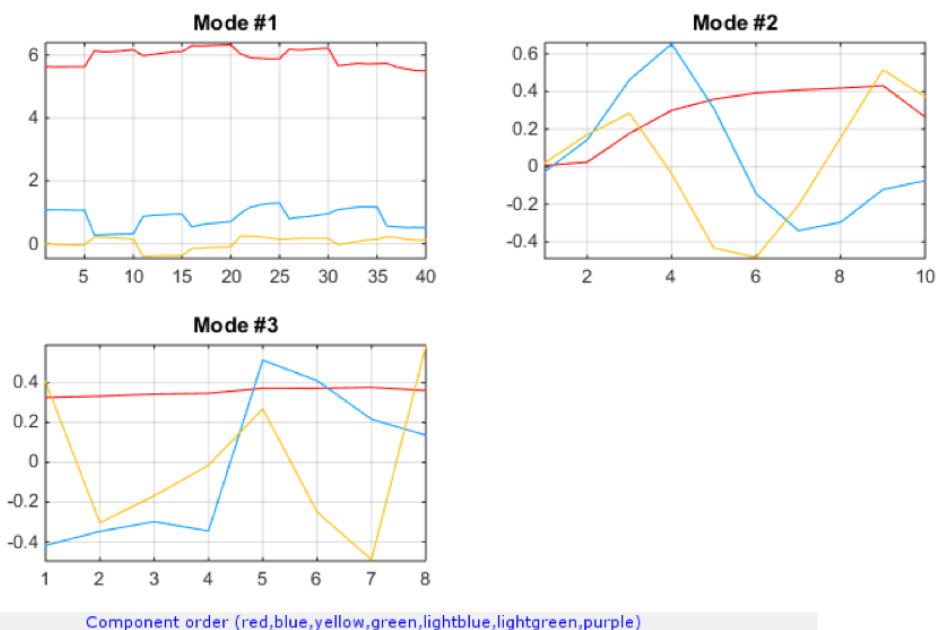 Mode #1
6
4
2
0
5 10 15 20 25 30 35 40
Mode #2
0.6
0.4
0.2
0
-0.2
-0.4
2 4 6 8 10
Mode #3
0.4
0.2
0
-0.2
-0.4
1 2 3 4 5 6 7 8
Component order (red,blue,yellow,green,lightblue,lightgreen,purple)